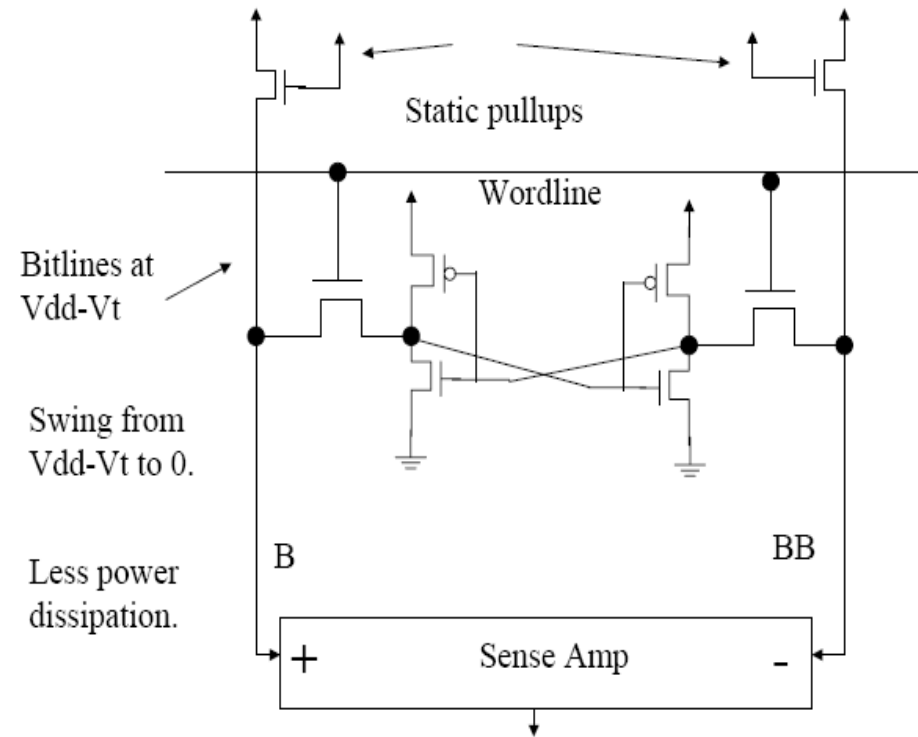 Static pullups
Wordline
Bitlines at
Vdd-Vt
Swing from
Vdd-Vt to 0.
B
BB
Less power
dissipation.
+
Sense Amp
-